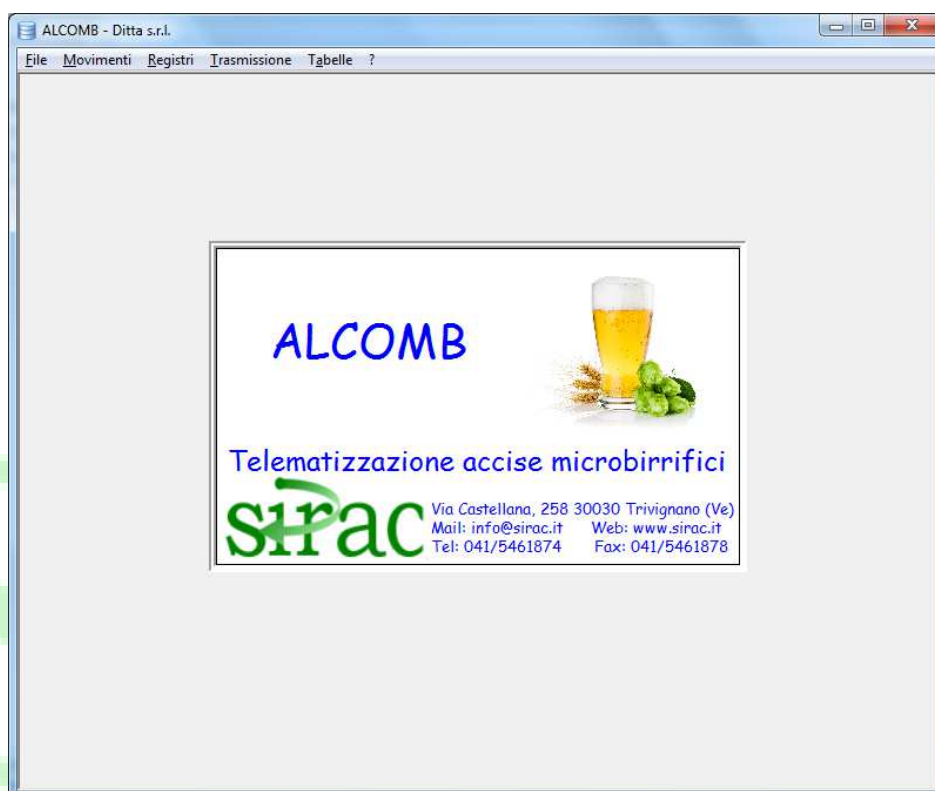 ALCOMB - Ditta s.r.l.
File Movimenti Registri Trasmissione Tabelle ?
ALCOMB
Telematizzazione accise microbirrifici
sirac
Via Castellana, 258 30030 Trivignano (Ve)
Mail: info@sirac.it Web: www.sirac.it
Tel: 041/5461874 Fax: 041/5461878